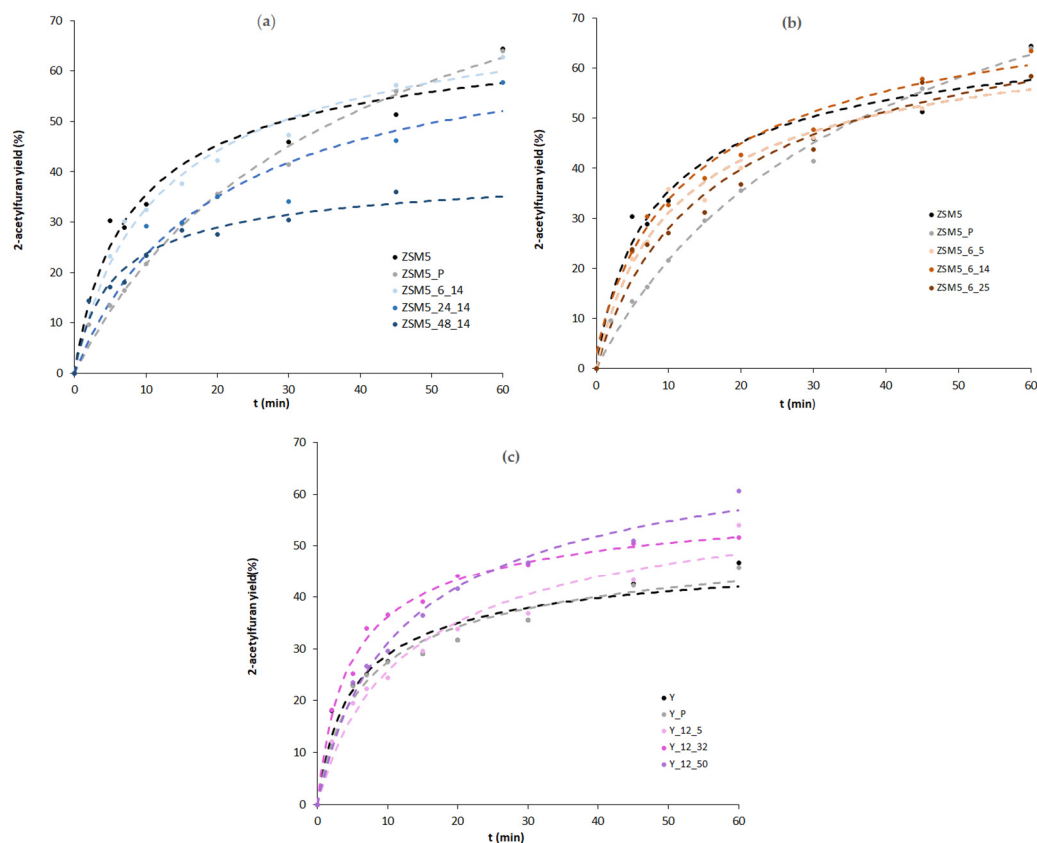 (a)
2-acetylfuran yield (%)
70
60
50
40
30
20
10
0
0 10 20 30 40 50 60
t (min)
ZSM5
ZSM5_P
ZSM5_6_14
ZSM5_24_14
ZSM5_48_14
(b)
2-acetylfuran yield (%)
70
60
50
40
30
20
10
0
0 10 20 30 40 50 60
t (min)
ZSM5
ZSM5_P
ZSM5_6_5
ZSM5_6_14
ZSM5_6_25
(c)
2-acetylfuran yield(%)
70
60
50
40
30
20
10
0
0 10 20 30 40 50 60
t (min)
Y
Y_P
Y_12_5
Y_12_32
Y_12_50